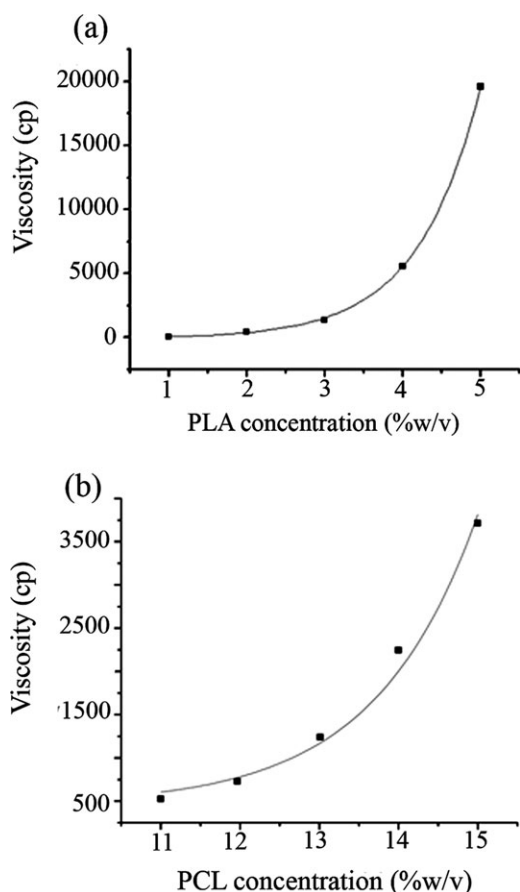 (a)
Viscosity (cp)
20000
15000
10000
5000
0
1 2 3 4 5
PLA concentration (%w/v)
(b)
Viscosity (cp)
3500
2500
1500
500
11 12 13 14 15
PCL concentration (%w/v)